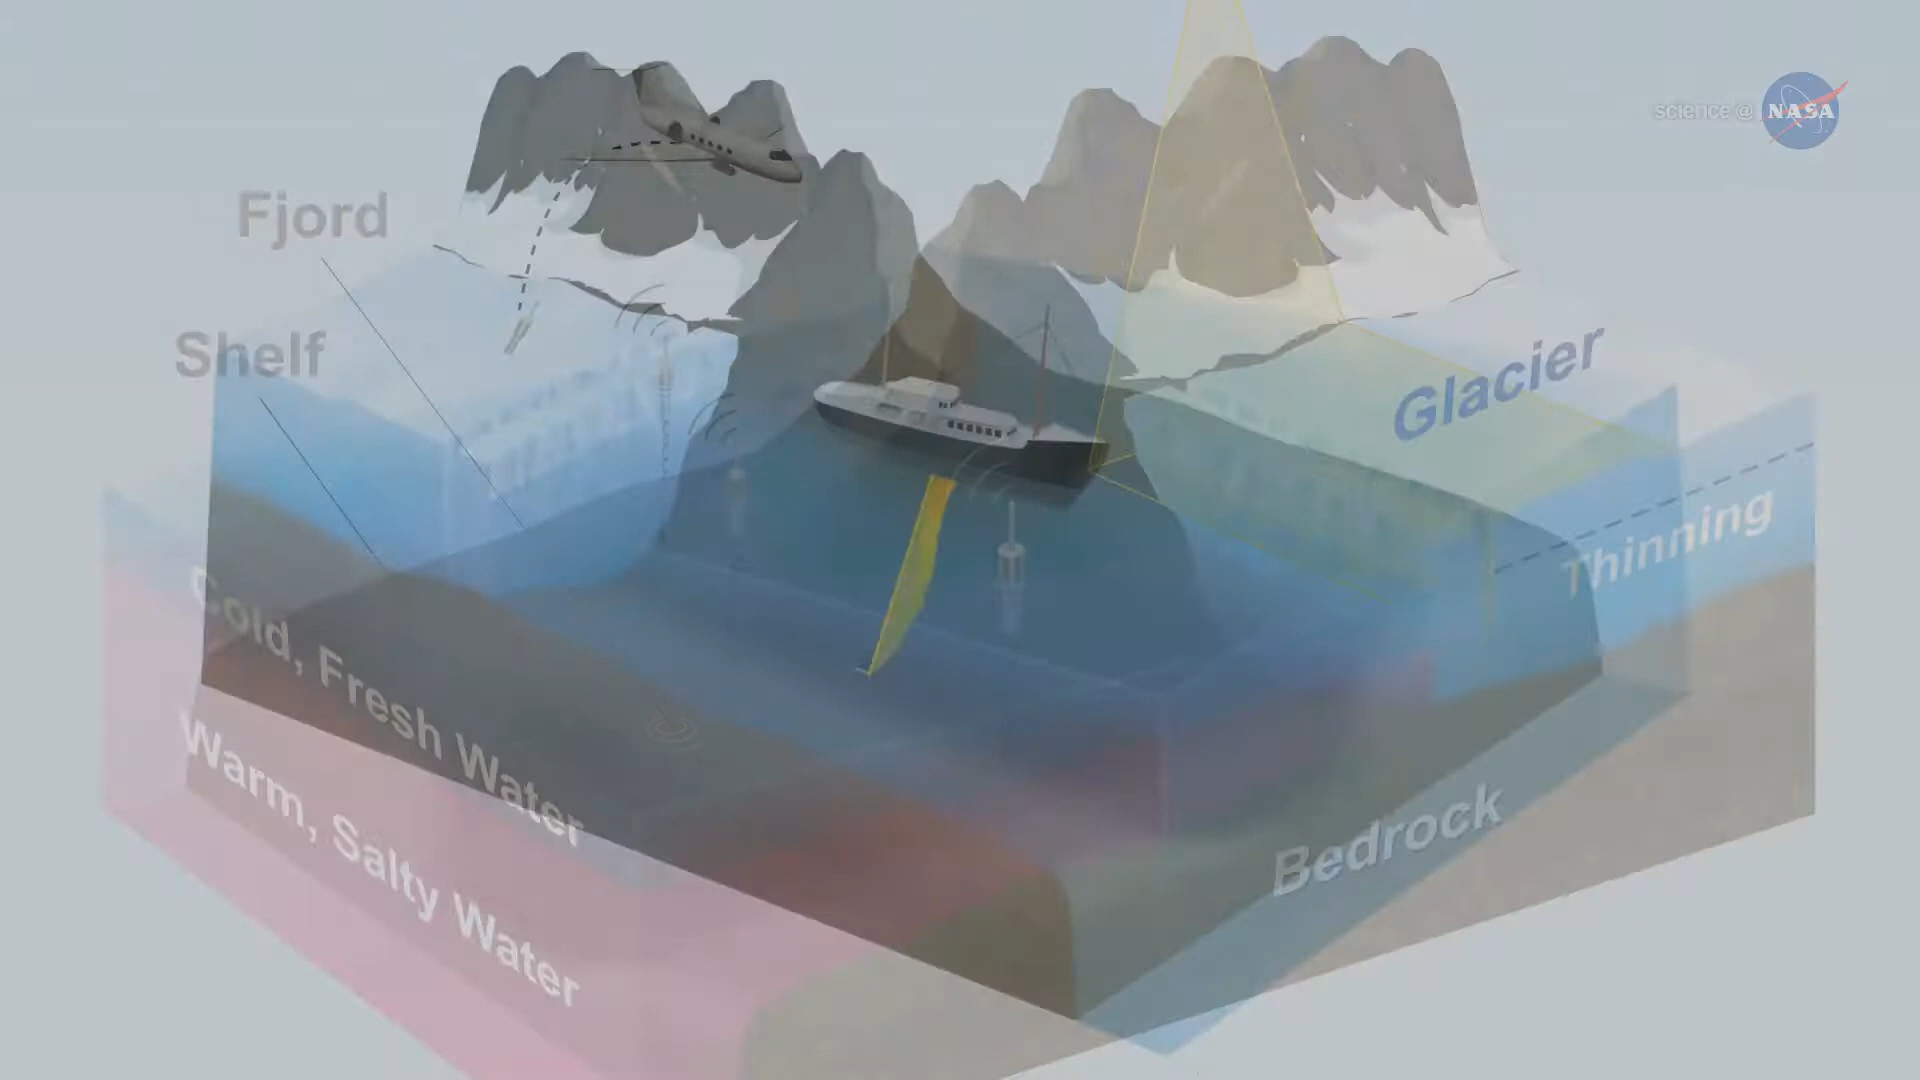 science@
NASA
Fjord
Shelf
Glacier
Thinning
Cold, Fresh Water
Warm, Salty Water
Bedrock